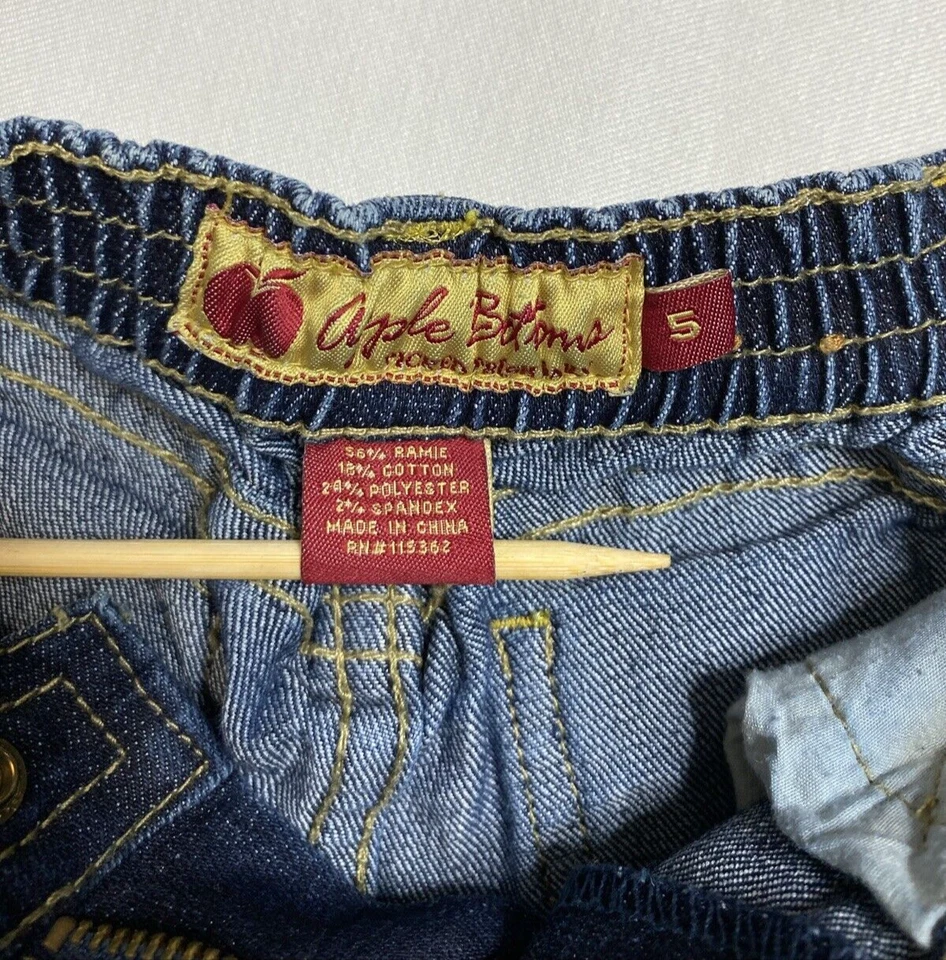 Apple Bottoms
5
56% RAMIE
18% COTTON
24% POLYESTER
2% SPANDEX
MADE IN CHINA
RN#115362